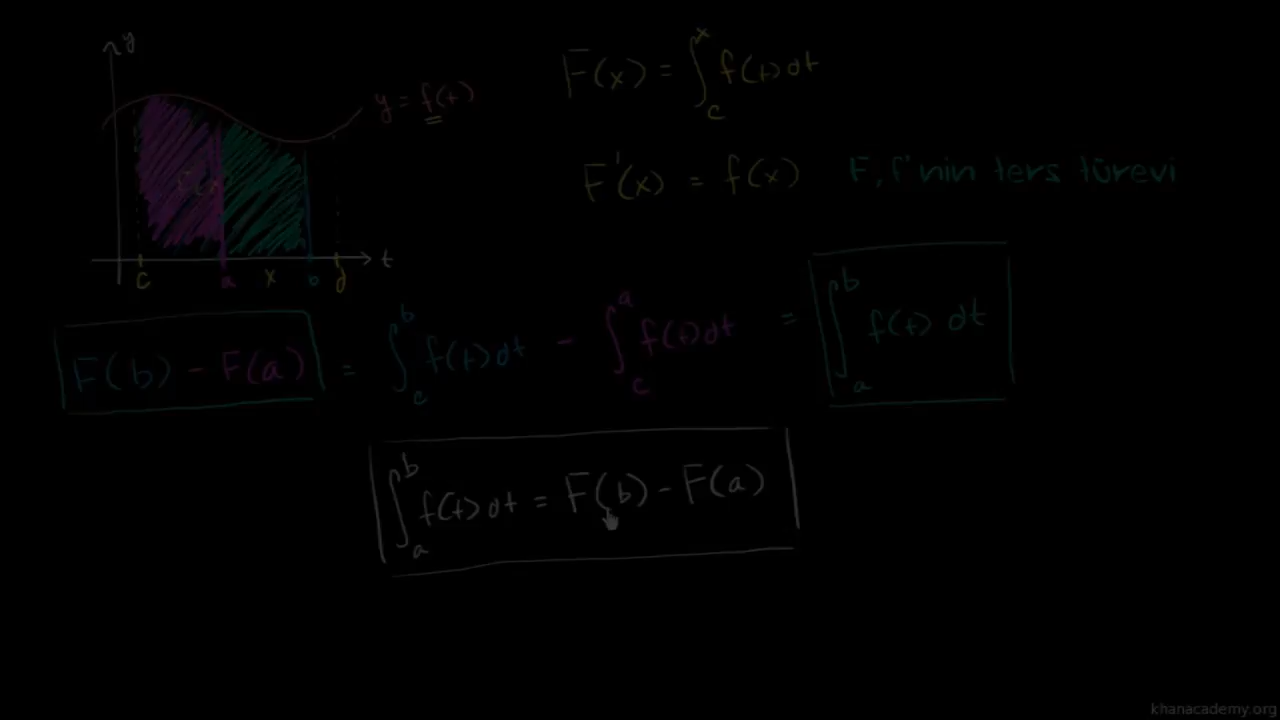 y
y = f(t)
F(x)
c a x b d t
F(x) = ∫_c^x f(t) dt
F'(x) = f(x) F, f'nin ters türevi
F(b) - F(a) = ∫_c^b f(t) dt - ∫_c^a f(t) dt = ∫_a^b f(t) dt
∫_a^b f(t) dt = F(b) - F(a)
khanacademy.org